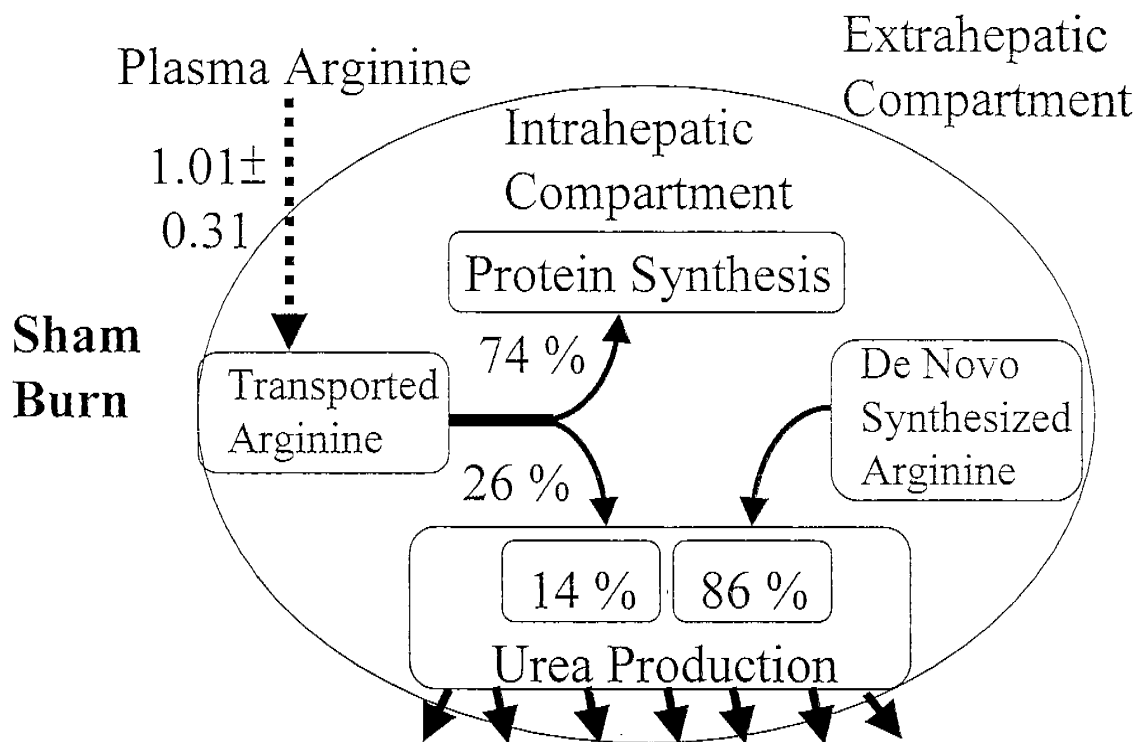 Extrahepatic
Compartment
Plasma Arginine
Intrahepatic
Compartment
1.01±
0.31
Protein Synthesis
Sham
Burn
74 %
Transported
Arginine
De Novo
Synthesized
Arginine
26 %
14 %
86 %
Urea Production